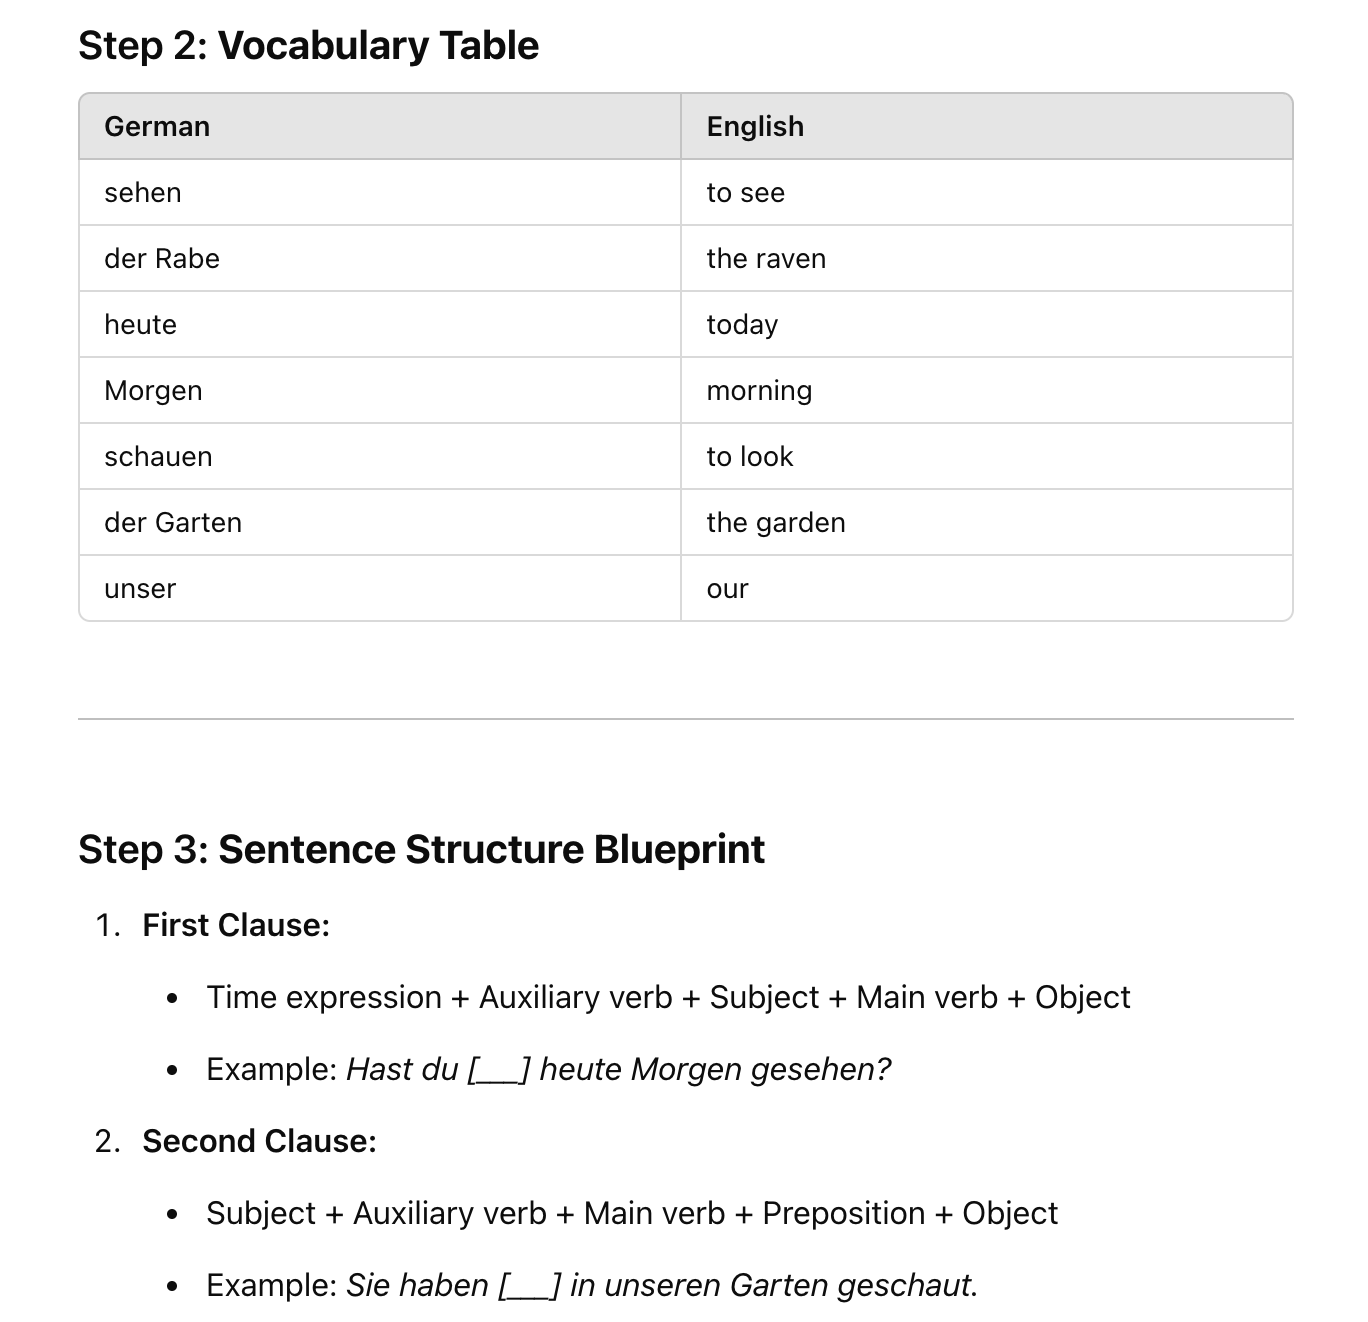 Step 2: Vocabulary Table
German English
sehen to see
der Rabe the raven
heute today
Morgen morning
schauen to look
der Garten the garden
unser our
Step 3: Sentence Structure Blueprint
1. First Clause:
• Time expression + Auxiliary verb + Subject + Main verb + Object
• Example: Hast du [___] heute Morgen gesehen?
2. Second Clause:
• Subject + Auxiliary verb + Main verb + Preposition + Object
• Example: Sie haben [___] in unseren Garten geschaut.